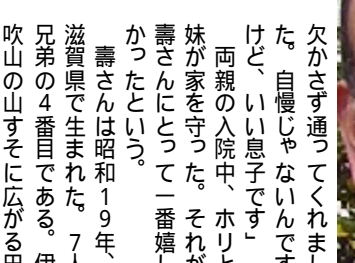 欠かさず通ってくれまし
た。自慢じゃないんです
けど、いい息子です」
両親の入院中、ホリと
妹が家を守った。それが
壽さんにとって一番嬉し
かったという。
壽さんは昭和19年、
滋賀県で生まれた。7人
兄弟の4番目である。伊
吹山の山すそに広がる田